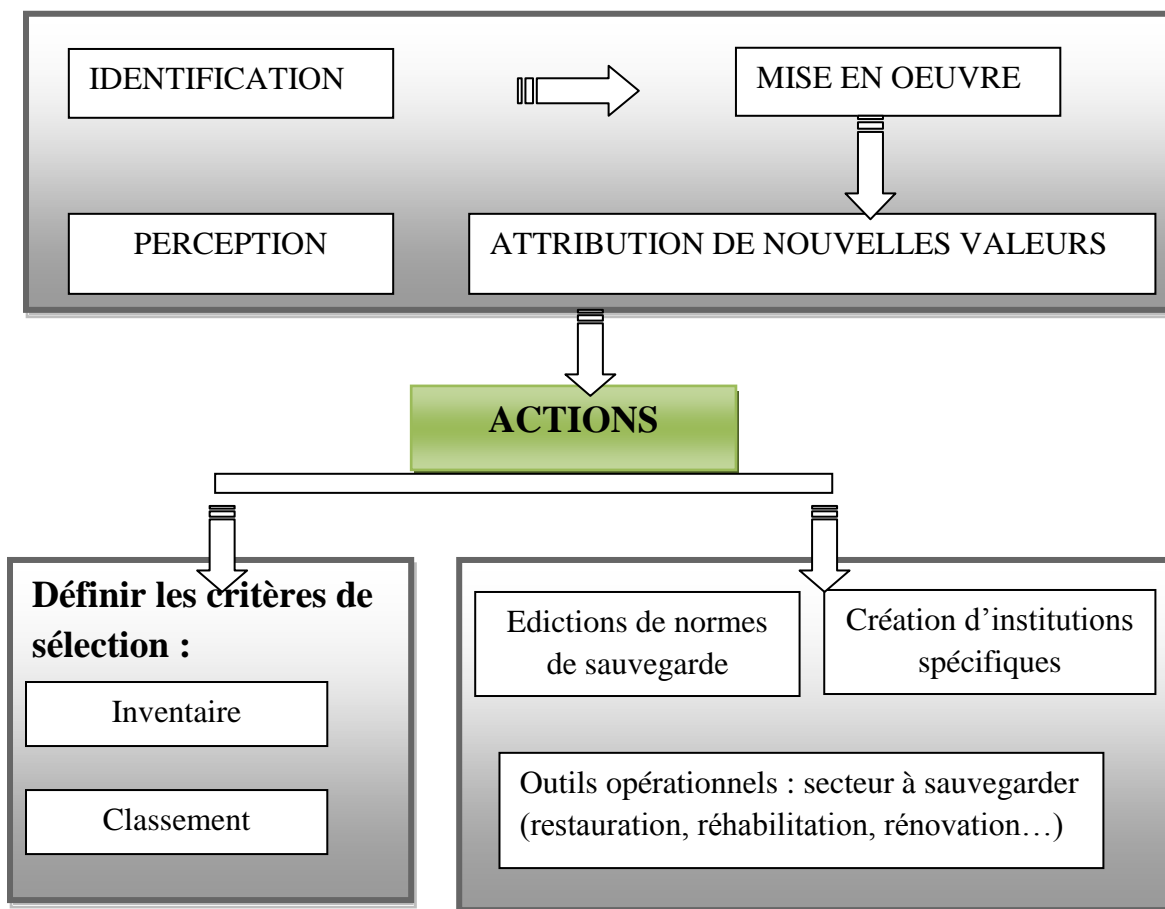 IDENTIFICATION
MISE EN OEUVRE
PERCEPTION
ATTRIBUTION DE NOUVELLES VALEURS
ACTIONS
Définir les critères de
sélection :
Inventaire
Classement
Edictions de normes
de sauvegarde
Création d’institutions
spécifiques
Outils opérationnels : secteur à sauvegarder
(restauration, réhabilitation, rénovation…)